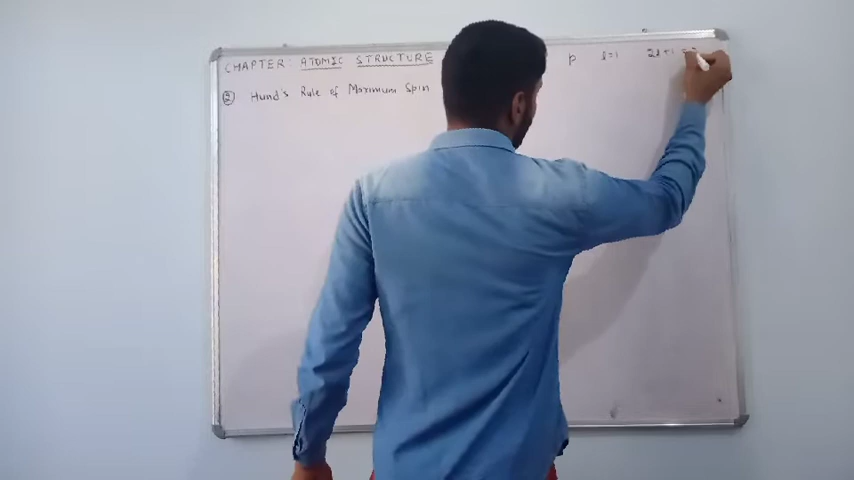 CHAPTER: ATOMIC STRUCTURE
p l=1 2l+1 =
② Hund's Rule of Maximum Spin